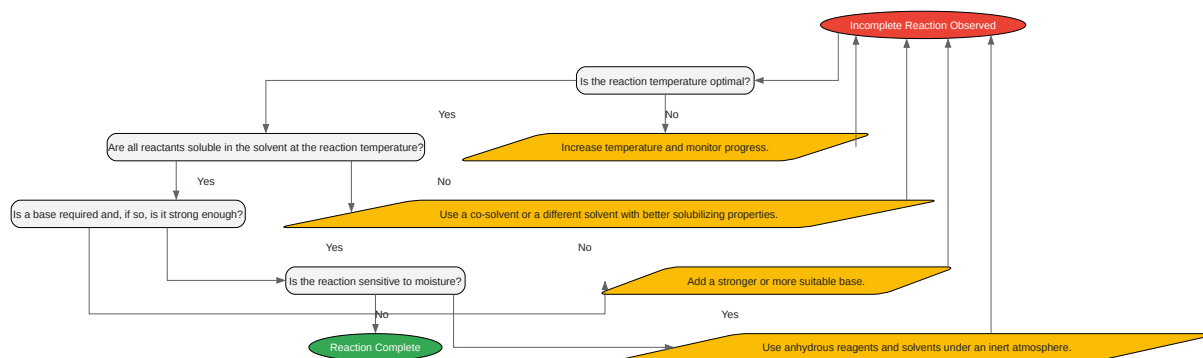 Incomplete Reaction Observed
Is the reaction temperature optimal?
Yes
No
Are all reactants soluble in the solvent at the reaction temperature?
Increase temperature and monitor progress.
Yes
No
Is a base required and, if so, is it strong enough?
Use a co-solvent or a different solvent with better solubilizing properties.
Yes
No
Is the reaction sensitive to moisture?
Add a stronger or more suitable base.
No
Yes
Reaction Complete
Use anhydrous reagents and solvents under an inert atmosphere.